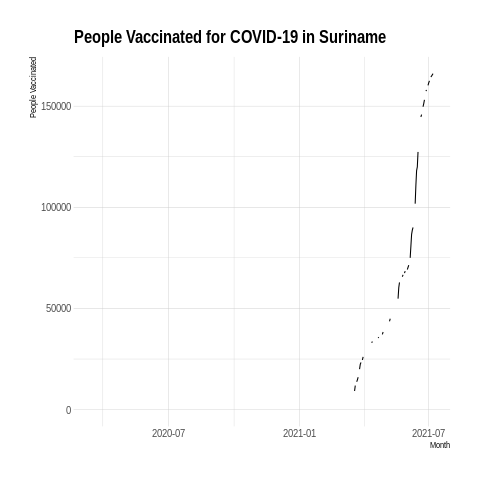 People Vaccinated for COVID-19 in Suriname
People Vaccinated
150000
100000
50000
0
2020-07
2021-01
2021-07
Month